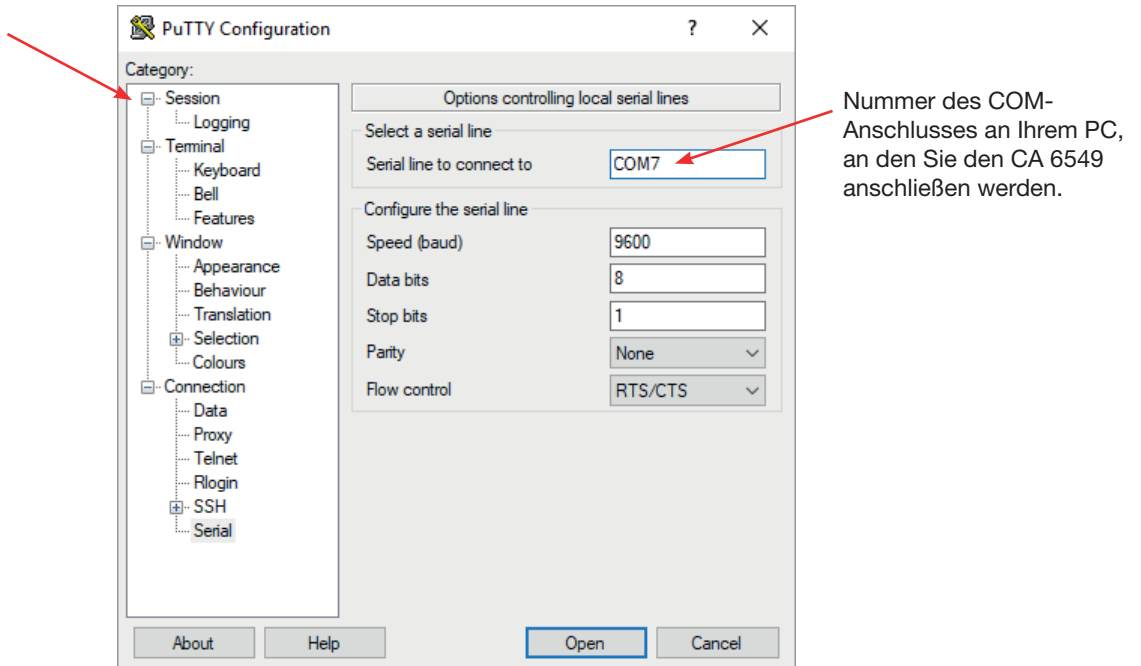 PuTTY Configuration
? ×
Category:
Session
Logging
Terminal
Keyboard
Bell
Features
Window
Appearance
Behaviour
Translation
Selection
Colours
Connection
Data
Proxy
Telnet
Rlogin
SSH
Serial
Options controlling local serial lines
Select a serial line
Serial line to connect to COM7
Configure the serial line
Speed (baud) 9600
Data bits 8
Stop bits 1
Parity None
Flow control RTS/CTS
About Help Open Cancel
Nummer des COM-
Anschlusses an Ihrem PC,
an den Sie den CA 6549
anschließen werden.